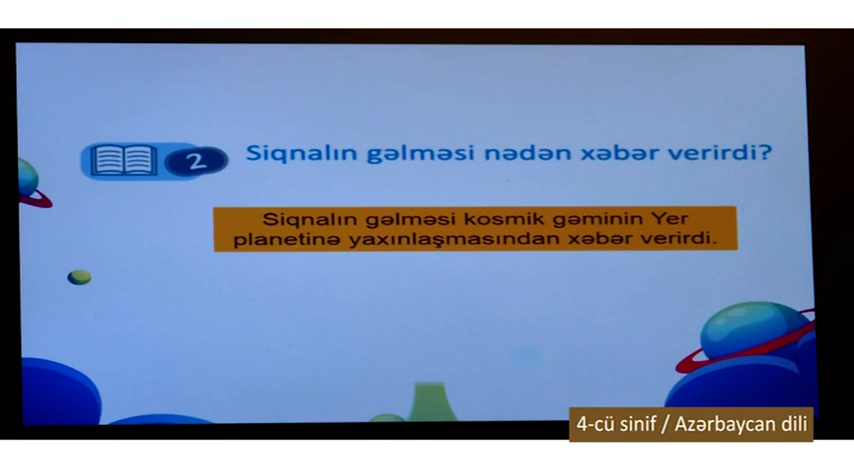 2
Siqnalın gəlməsi nədən xəbər verirdi?
Siqnalın gəlməsi kosmik gəminin Yer
planetinə yaxınlaşmasından xəbər verirdi.
4-cü sinif / Azərbaycan dili